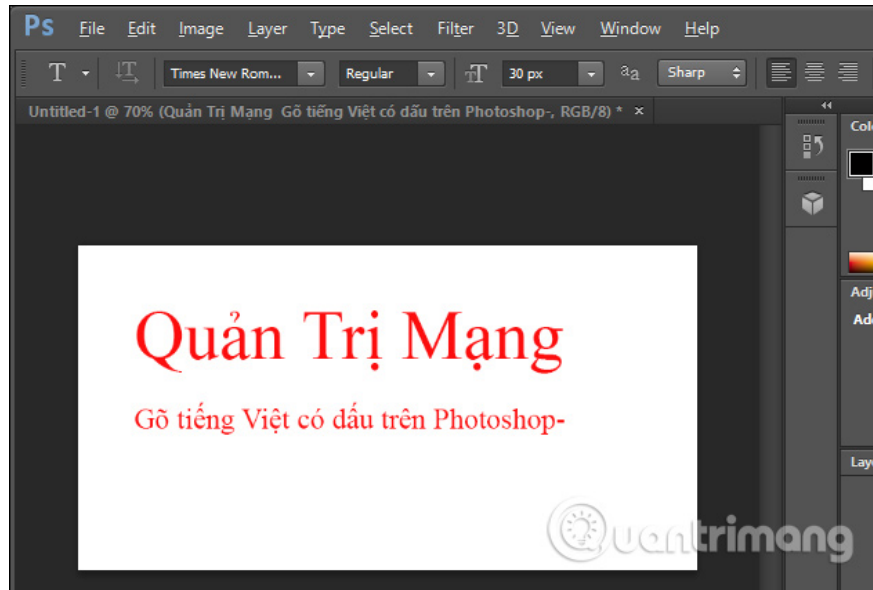 Ps File Edit Image Layer Type Select Filter 3D View Window Help
T Times New Rom... Regular 30 px aa Sharp
Untitled-1 @ 70% (Quản Trị Mạng Gõ tiếng Việt có dấu trên Photoshop-, RGB/8) * ×
Quản Trị Mạng
Gõ tiếng Việt có dấu trên Photoshop-
Quantrimang